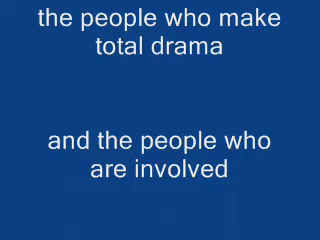 the people who make
total drama
and the people who
are involved